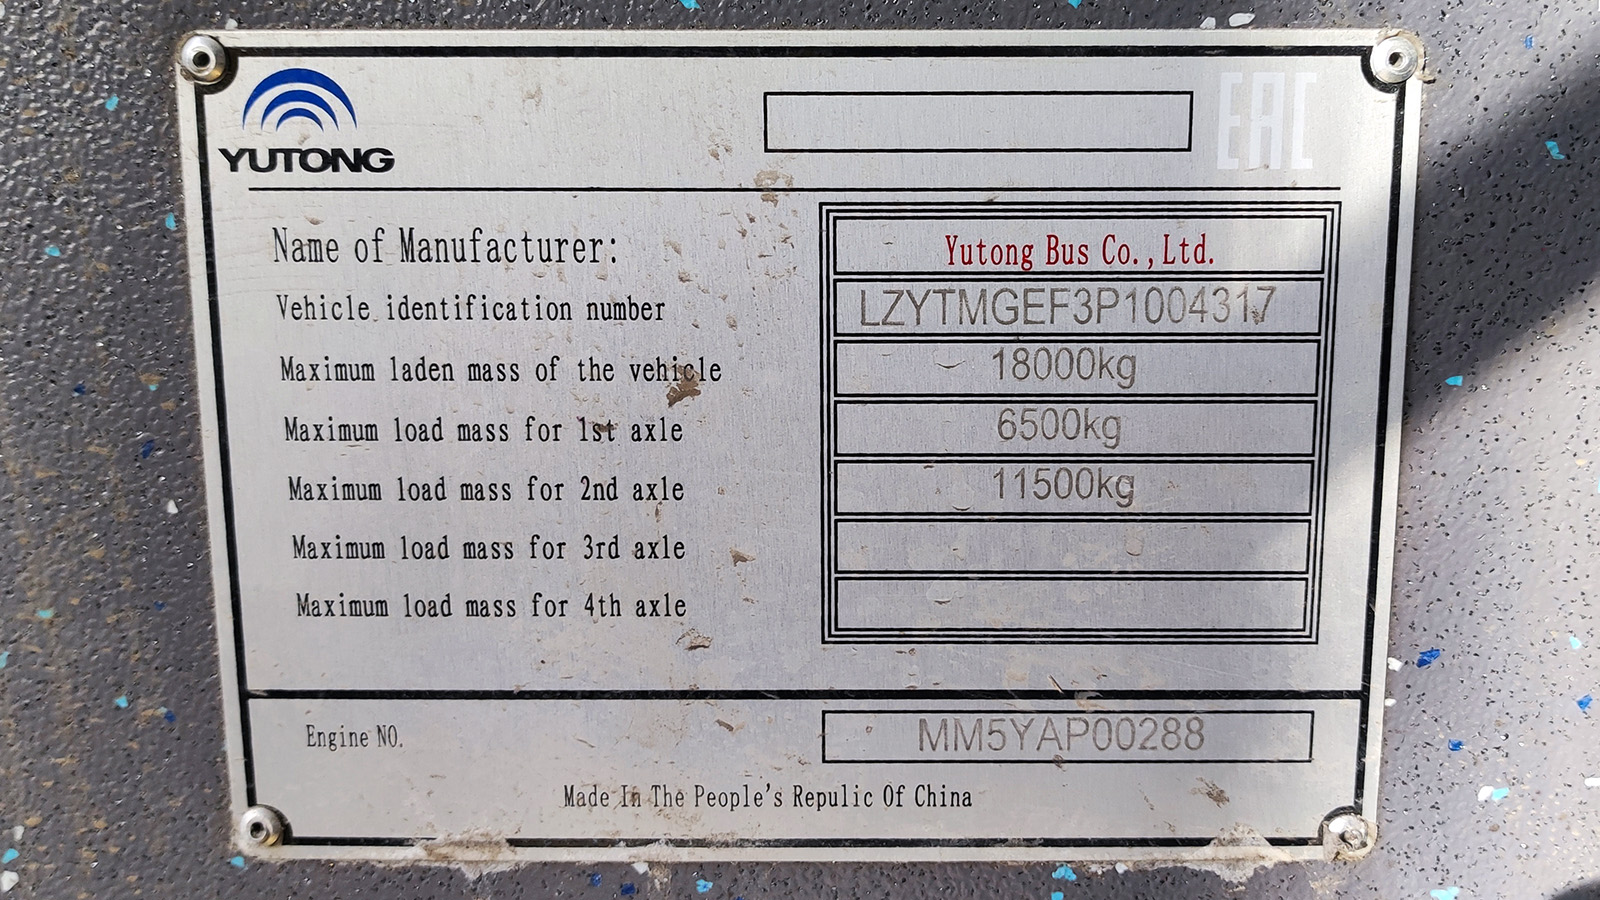 YUTONG
EAC
Name of Manufacturer: Yutong Bus Co.,Ltd.
Vehicle identification number LZYTMGEF3P1004317
Maximum laden mass of the vehicle 18000kg
Maximum load mass for 1st axle 6500kg
Maximum load mass for 2nd axle 11500kg
Maximum load mass for 3rd axle
Maximum load mass for 4th axle
Engine NO. MM5YAP00288
Made In The People's Repulic Of China